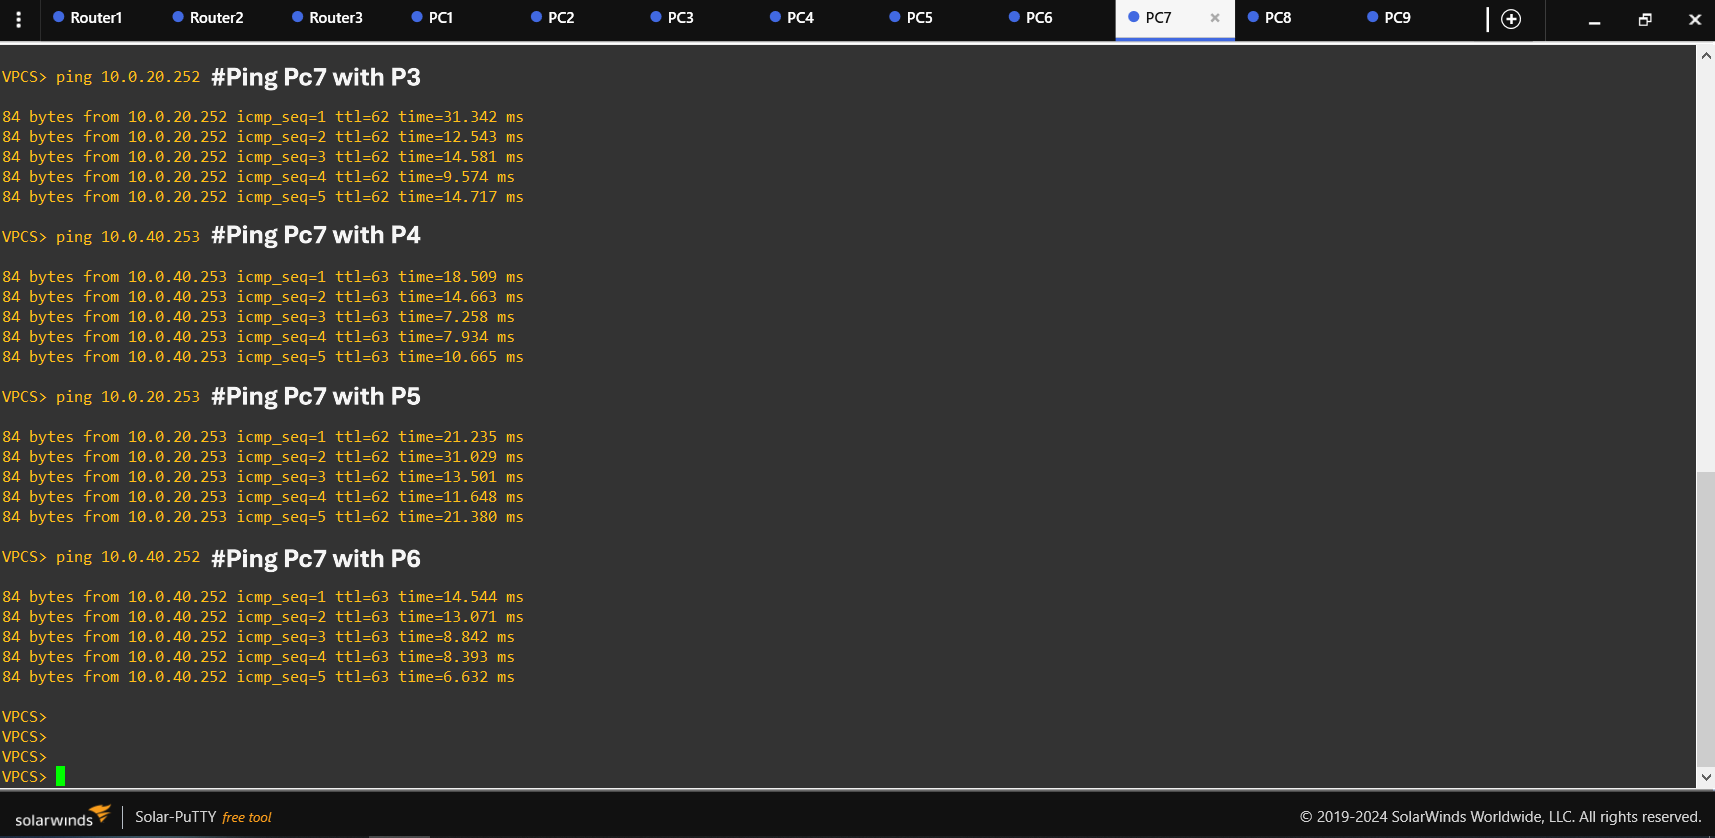 Router1 Router2 Router3 PC1 PC2 PC3 PC4 PC5 PC6 PC7 PC8 PC9
VPCS> ping 10.0.20.252 #Ping Pc7 with P3
84 bytes from 10.0.20.252 icmp_seq=1 ttl=62 time=31.342 ms
84 bytes from 10.0.20.252 icmp_seq=2 ttl=62 time=12.543 ms
84 bytes from 10.0.20.252 icmp_seq=3 ttl=62 time=14.581 ms
84 bytes from 10.0.20.252 icmp_seq=4 ttl=62 time=9.574 ms
84 bytes from 10.0.20.252 icmp_seq=5 ttl=62 time=14.717 ms
VPCS> ping 10.0.40.253 #Ping Pc7 with P4
84 bytes from 10.0.40.253 icmp_seq=1 ttl=63 time=18.509 ms
84 bytes from 10.0.40.253 icmp_seq=2 ttl=63 time=14.663 ms
84 bytes from 10.0.40.253 icmp_seq=3 ttl=63 time=7.258 ms
84 bytes from 10.0.40.253 icmp_seq=4 ttl=63 time=7.934 ms
84 bytes from 10.0.40.253 icmp_seq=5 ttl=63 time=10.665 ms
VPCS> ping 10.0.20.253 #Ping Pc7 with P5
84 bytes from 10.0.20.253 icmp_seq=1 ttl=62 time=21.235 ms
84 bytes from 10.0.20.253 icmp_seq=2 ttl=62 time=31.029 ms
84 bytes from 10.0.20.253 icmp_seq=3 ttl=62 time=13.501 ms
84 bytes from 10.0.20.253 icmp_seq=4 ttl=62 time=11.648 ms
84 bytes from 10.0.20.253 icmp_seq=5 ttl=62 time=21.380 ms
VPCS> ping 10.0.40.252 #Ping Pc7 with P6
84 bytes from 10.0.40.252 icmp_seq=1 ttl=63 time=14.544 ms
84 bytes from 10.0.40.252 icmp_seq=2 ttl=63 time=13.071 ms
84 bytes from 10.0.40.252 icmp_seq=3 ttl=63 time=8.842 ms
84 bytes from 10.0.40.252 icmp_seq=4 ttl=63 time=8.393 ms
84 bytes from 10.0.40.252 icmp_seq=5 ttl=63 time=6.632 ms
VPCS>
VPCS>
VPCS>
VPCS>
solarwinds Solar-PuTTY free tool © 2019-2024 SolarWinds Worldwide, LLC. All rights reserved.